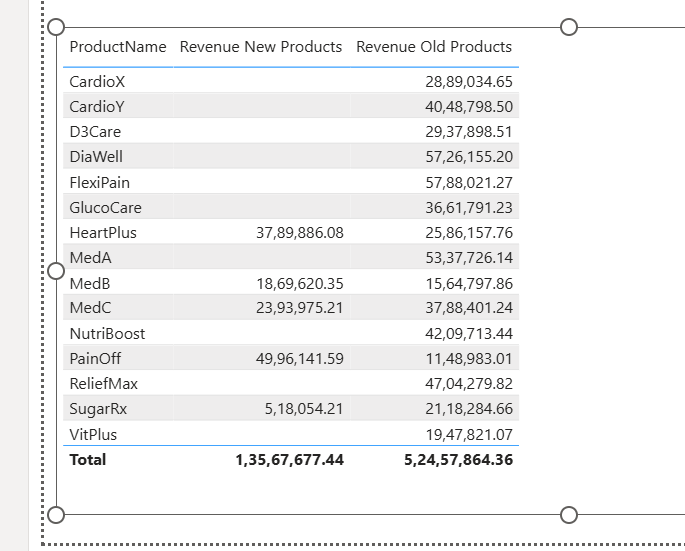 ProductName Revenue New Products Revenue Old Products
CardioX 28,89,034.65
CardioY 40,48,798.50
D3Care 29,37,898.51
DiaWell 57,26,155.20
FlexiPain 57,88,021.27
GlucoCare 36,61,791.23
HeartPlus 37,89,886.08 25,86,157.76
MedA 53,37,726.14
MedB 18,69,620.35 15,64,797.86
MedC 23,93,975.21 37,88,401.24
NutriBoost 42,09,713.44
PainOff 49,96,141.59 11,48,983.01
ReliefMax 47,04,279.82
SugarRx 5,18,054.21 21,18,284.66
VitPlus 19,47,821.07
Total 1,35,67,677.44 5,24,57,864.36